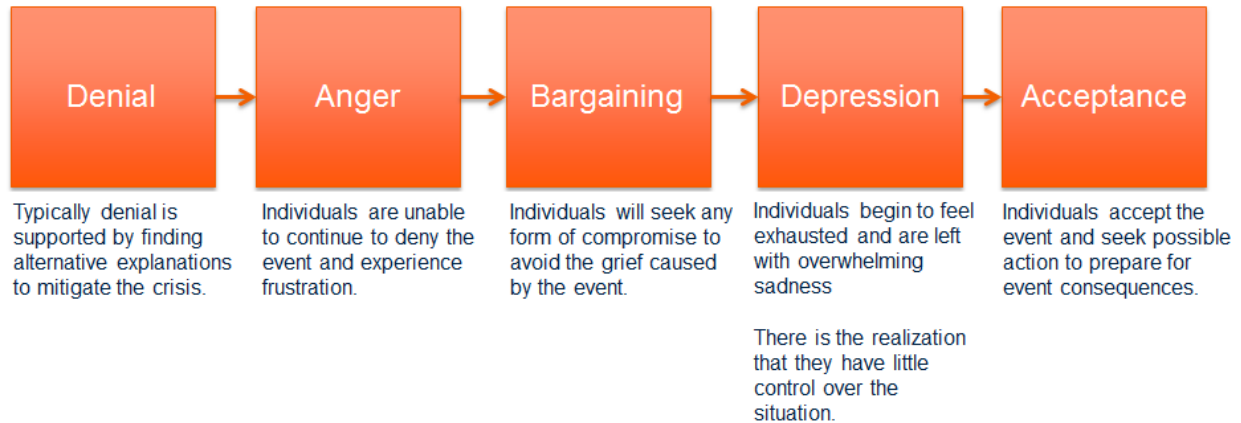 Denial
Anger
Bargaining
Depression
Acceptance
Typically denial is
supported by finding
alternative explanations
to mitigate the crisis.
Individuals are unable
to continue to deny the
event and experience
frustration.
Individuals will seek any
form of compromise to
avoid the grief caused
by the event.
Individuals begin to feel
exhausted and are left
with overwhelming
sadness
There is the realization
that they have little
control over the
situation.
Individuals accept the
event and seek possible
action to prepare for
event consequences.